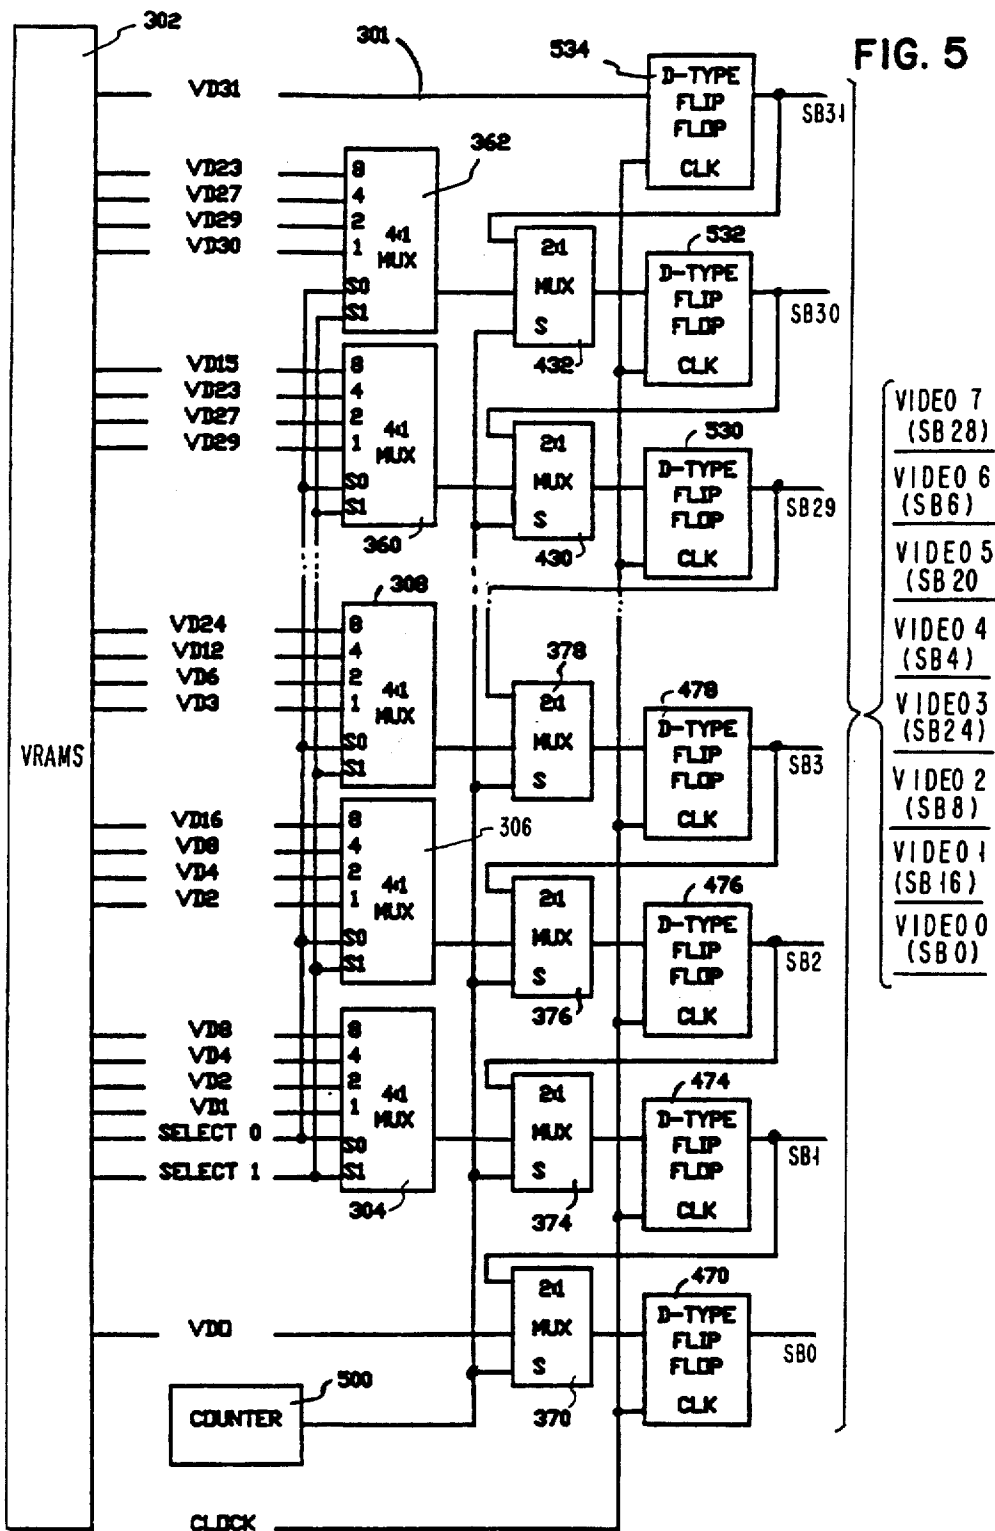 FIG. 5
302
301
534
VD31
D-TYPE
FLIP
FLOP
CLK
SB31
362
VD23
VD27
VD29
VD30
8
4
2
1
S0
S1
4:1
MUX
2:1
MUX
S
432
532
D-TYPE
FLIP
FLOP
CLK
SB30
VD15
VD23
VD27
VD29
8
4
2
1
S0
S1
4:1
MUX
360
2:1
MUX
S
430
530
D-TYPE
FLIP
FLOP
CLK
SB29
308
VD24
VD12
VD6
VD3
8
4
2
1
S0
S1
4:1
MUX
378
2:1
MUX
S
478
D-TYPE
FLIP
FLOP
CLK
SB3
VRAMS
VD16
VD8
VD4
VD2
8
4
2
1
S0
S1
4:1
MUX
306
2:1
MUX
S
376
476
D-TYPE
FLIP
FLOP
CLK
SB2
VD8
VD4
VD2
VD1
SELECT 0
SELECT 1
8
4
2
1
S0
S1
4:1
MUX
304
2:1
MUX
S
374
474
D-TYPE
FLIP
FLOP
CLK
SB1
VD0
2:1
MUX
S
370
470
D-TYPE
FLIP
FLOP
CLK
SB0
500
COUNTER
CLOCK
VIDEO 7
(SB28)
VIDEO 6
(SB6)
VIDEO 5
(SB20
VIDEO 4
(SB4)
VIDEO 3
(SB24)
VIDEO 2
(SB8)
VIDEO 1
(SB16)
VIDEO 0
(SB0)